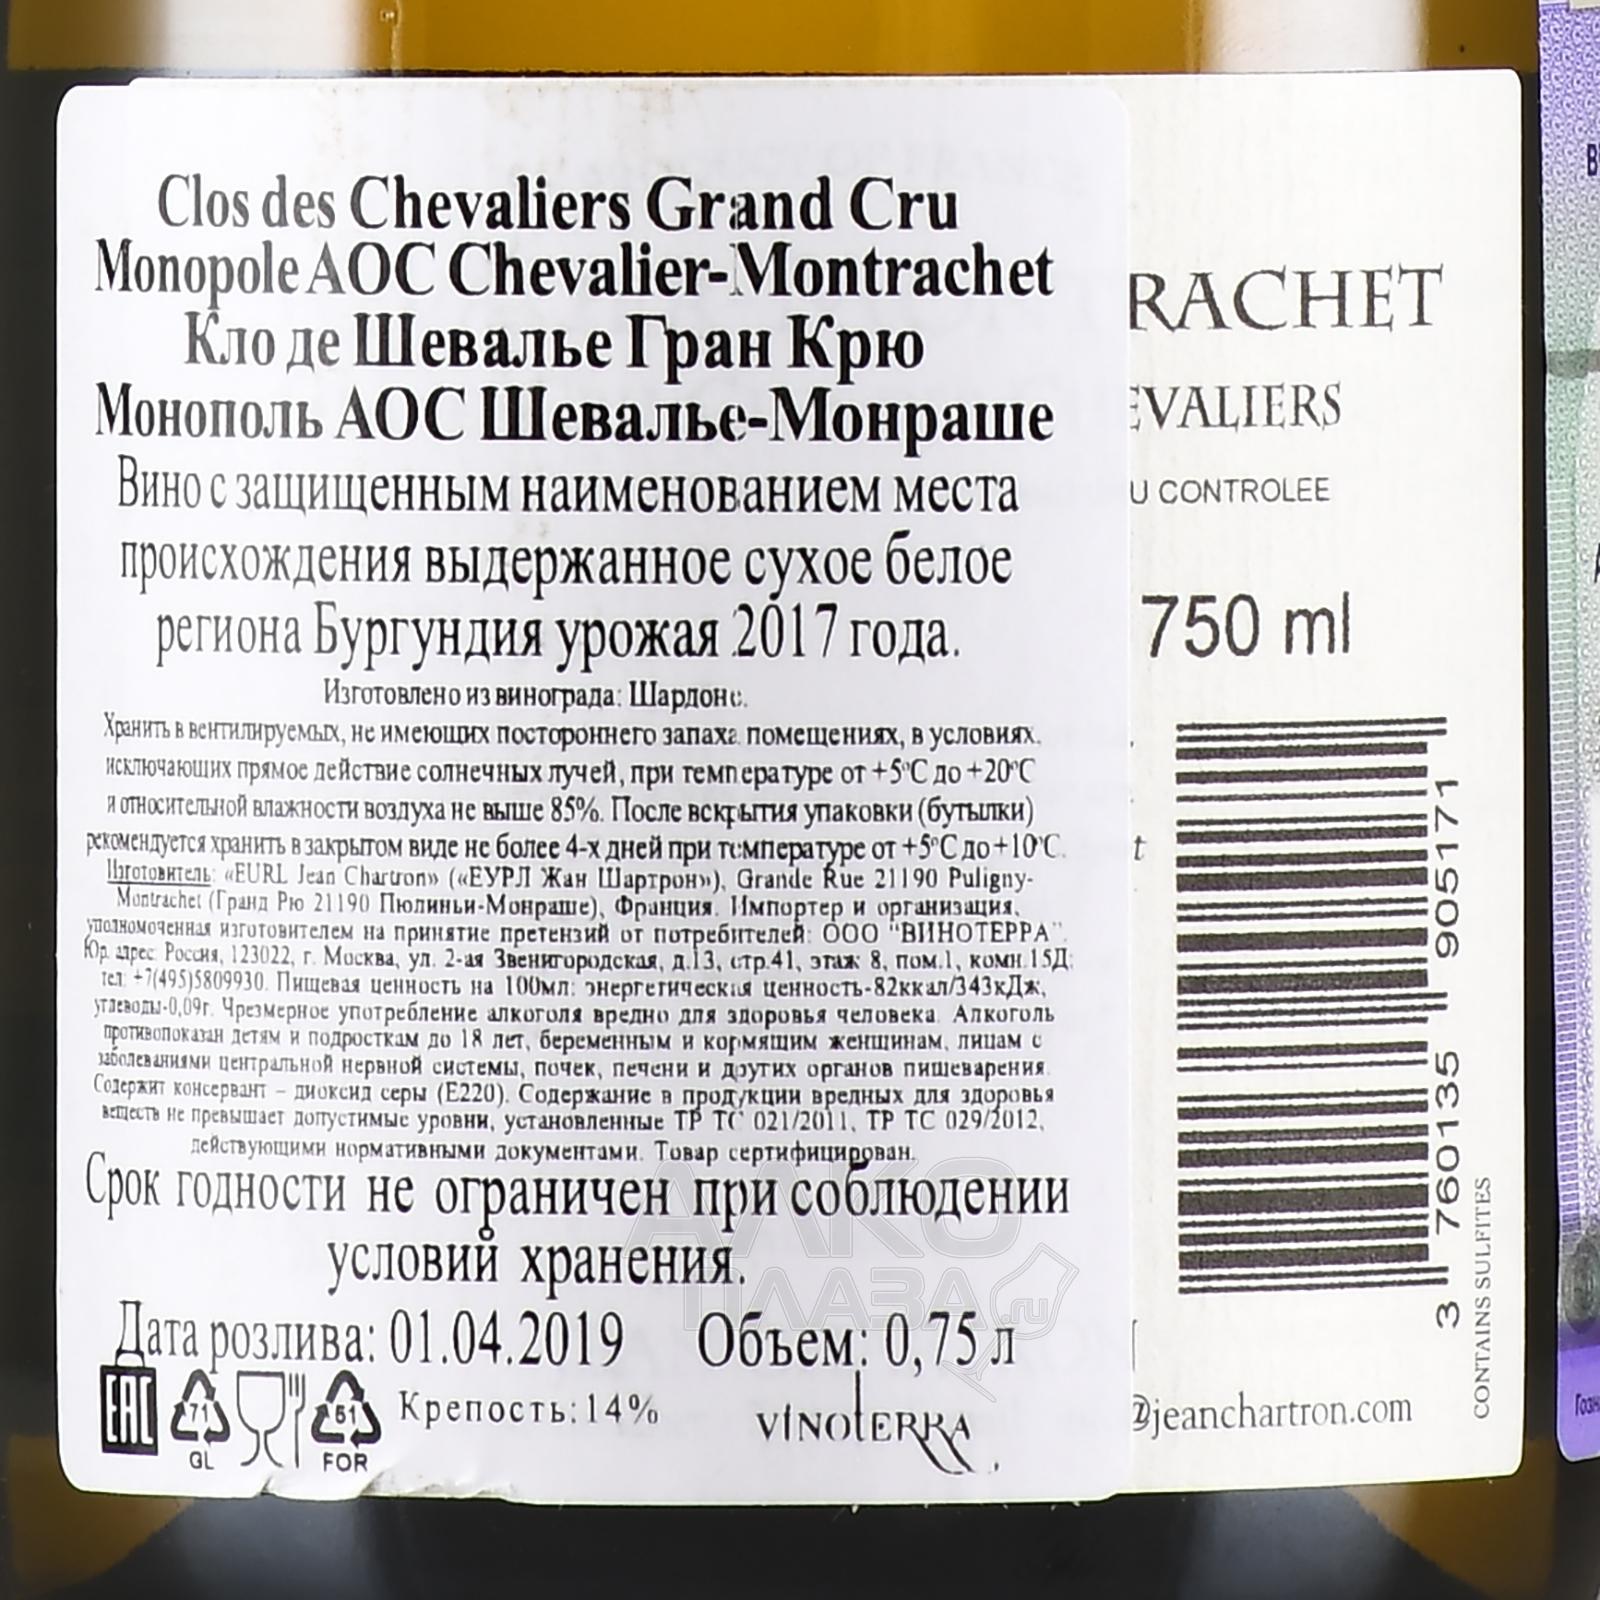 Clos des Chevaliers Grand Cru
Monopole AOC Chevalier-Montrachet
Кло де Шевалье Гран Крю
Монополь АОС Шевалье-Монраше
Вино с защищенным наименованием места
происхождения выдержанное сухое белое
региона Бургундия урожая 2017 года.
Изготовлено из винограда: Шардоне.
Хранить в вентилируемых, не имеющих постороннего запаха помещениях, в условиях,
исключающих прямое действие солнечных лучей, при температуре от +5°С до +20°С
и относительной влажности воздуха не выше 85%. После вскрытия упаковки (бутылки)
рекомендуется хранить в закрытом виде не более 4-х дней при температуре от +5°С до +10°С.
Изготовитель: «EURL Jean Chartron» («ЕУРЛ Жан Шартрон»), Grande Rue 21190 Puligny-
Montrachet (Гранд Рю 21190 Пюлиньи-Монраше), Франция. Импортер и организация,
уполномоченная изготовителем на принятие претензий от потребителей: ООО "ВИНОТЕРРА".
Юр. адрес: Россия, 123022, г. Москва, ул. 2-ая Звенигородская, д.13, стр.41, этаж 8, пом.1, комн.15Д;
тел: +7(495)5809930. Пищевая ценность на 100мл: энергетическая ценность-82ккал/343кДж,
углеводы-0,09г. Чрезмерное употребление алкоголя вредно для здоровья человека. Алкоголь
противопоказан детям и подросткам до 18 лет, беременным и кормящим женщинам, лицам с
заболеваниями центральной нервной системы, почек, печени и других органов пищеварения.
Содержит консервант – диоксид серы (Е220). Содержание в продукции вредных для здоровья
веществ не превышает допустимые уровни, установленные ТР ТС 021/2011, ТР ТС 029/2012,
действующими нормативными документами. Товар сертифицирован.
Срок годности не ограничен при соблюдении
условий хранения.
Дата розлива: 01.04.2019 Объем: 0,75 л
EAC 71 GL 51 FOR Крепость: 14% VINOTERRA
RACHET
EVALIERS
U CONTROLEE
750 ml
t
3 760135 905171
CONTAINS SULFITES
@jeanchartron.com
АЛКО
ПЛАЗА.ru